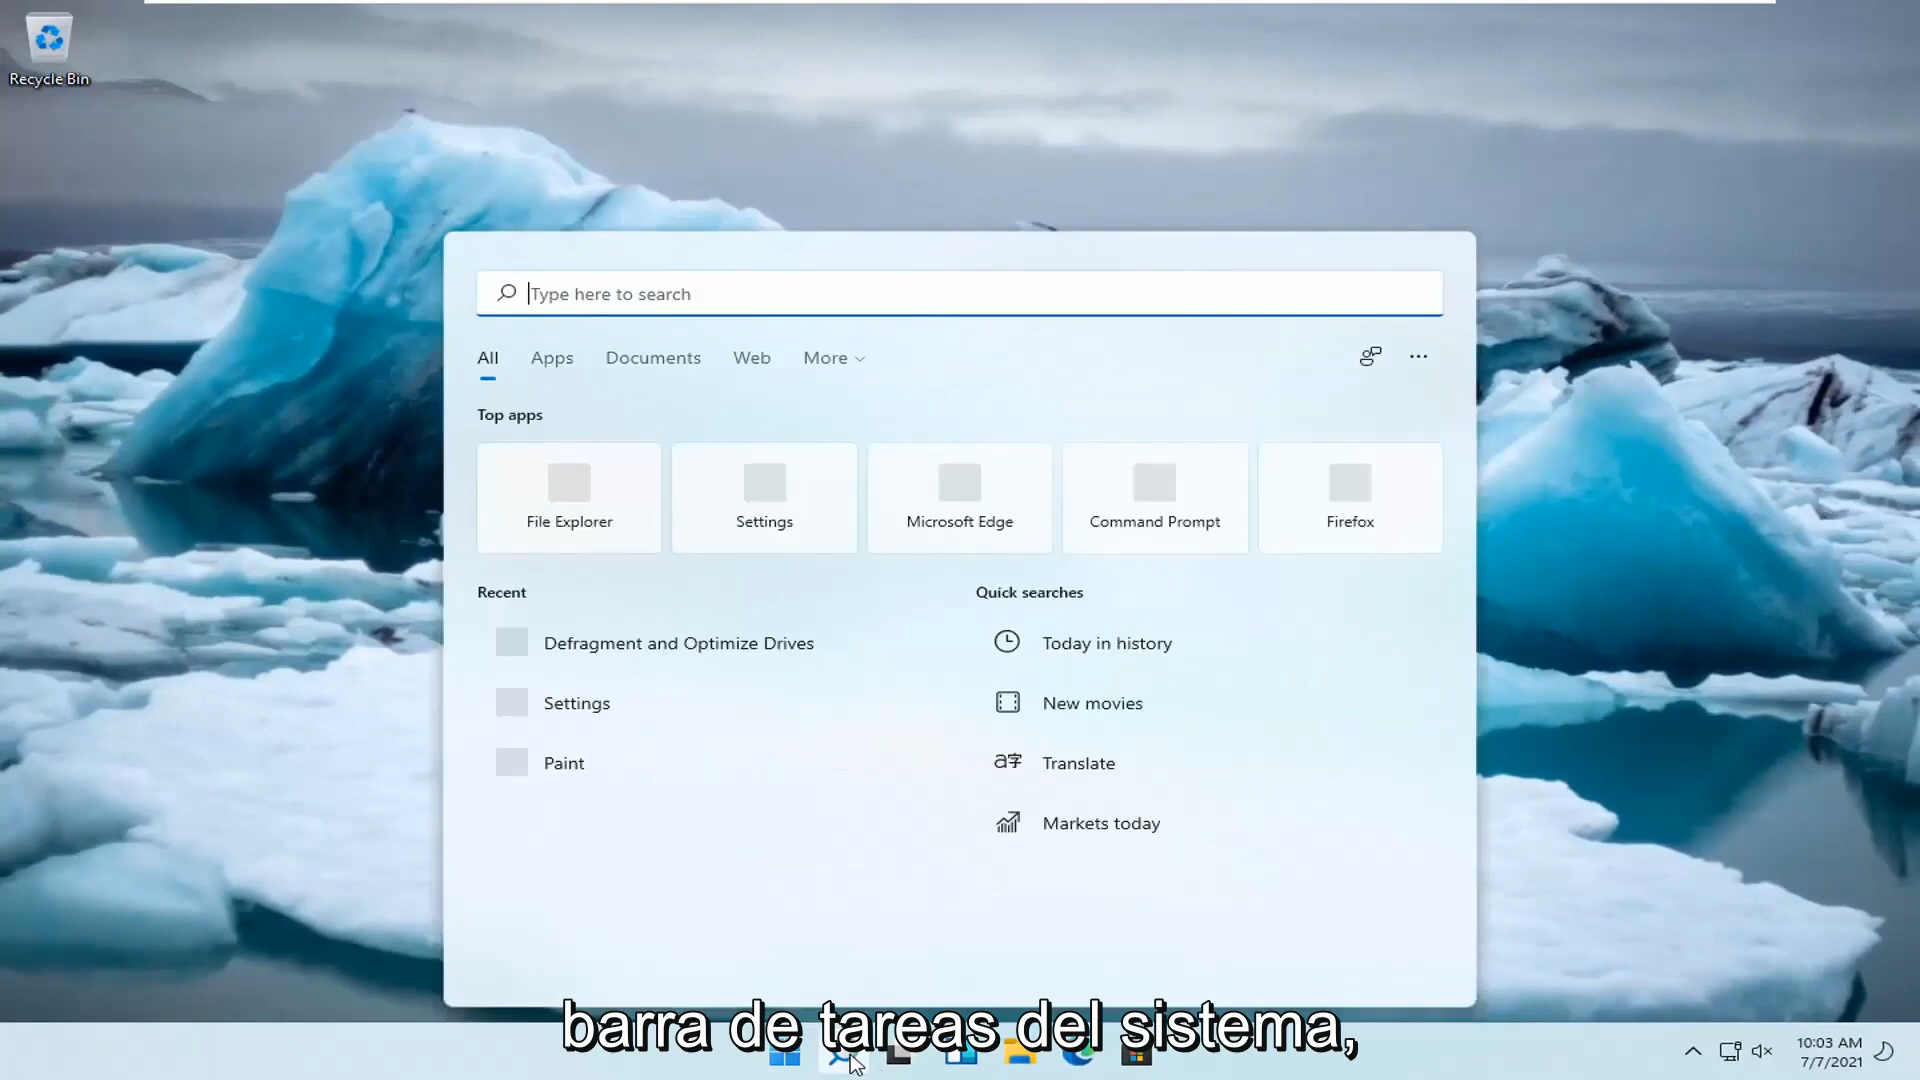 Recycle Bin
Type here to search
All Apps Documents Web More
Top apps
File Explorer Settings Microsoft Edge Command Prompt Firefox
Recent Quick searches
Defragment and Optimize Drives Today in history
Settings New movies
Paint Translate
Markets today
barra de tareas del sistema,
10:03 AM
7/7/2021